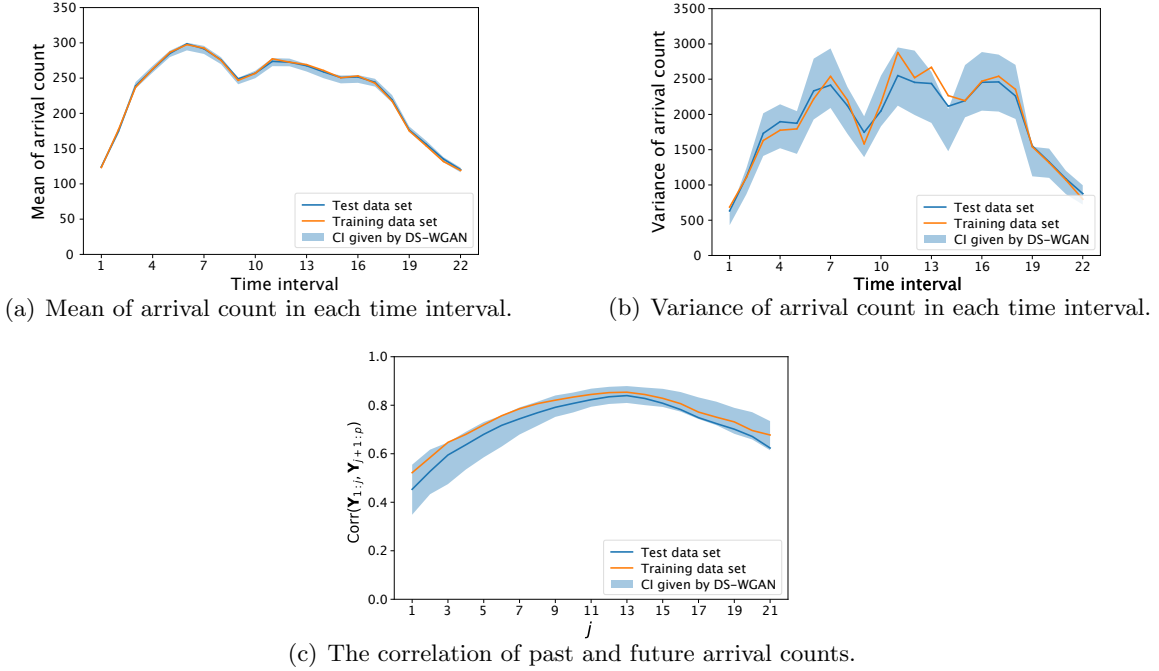 350
300
250
200
150
100
50
0
Mean of arrival count
Test data set
Training data set
CI given by DS-WGAN
1 4 7 10 13 16 19 22
Time interval
(a) Mean of arrival count in each time interval.
3500
3000
2500
2000
1500
1000
500
0
Variance of arrival count
Test data set
Training data set
CI given by DS-WGAN
1 4 7 10 13 16 19 22
Time interval
(b) Variance of arrival count in each time interval.
1.0
0.8
0.6
0.4
0.2
0.0
Corr(Y1:j, Yj+1:p)
Test data set
Training data set
CI given by DS-WGAN
1 3 5 7 9 11 13 15 17 19 21
j
(c) The correlation of past and future arrival counts.